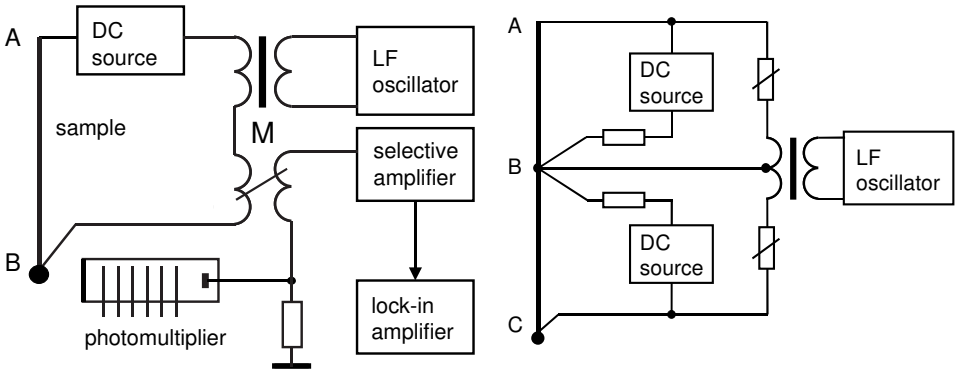 A
DC
source
LF
oscillator
sample
M
selective
amplifier
B
lock-in
amplifier
photomultiplier
A
DC
source
B
LF
oscillator
DC
source
C